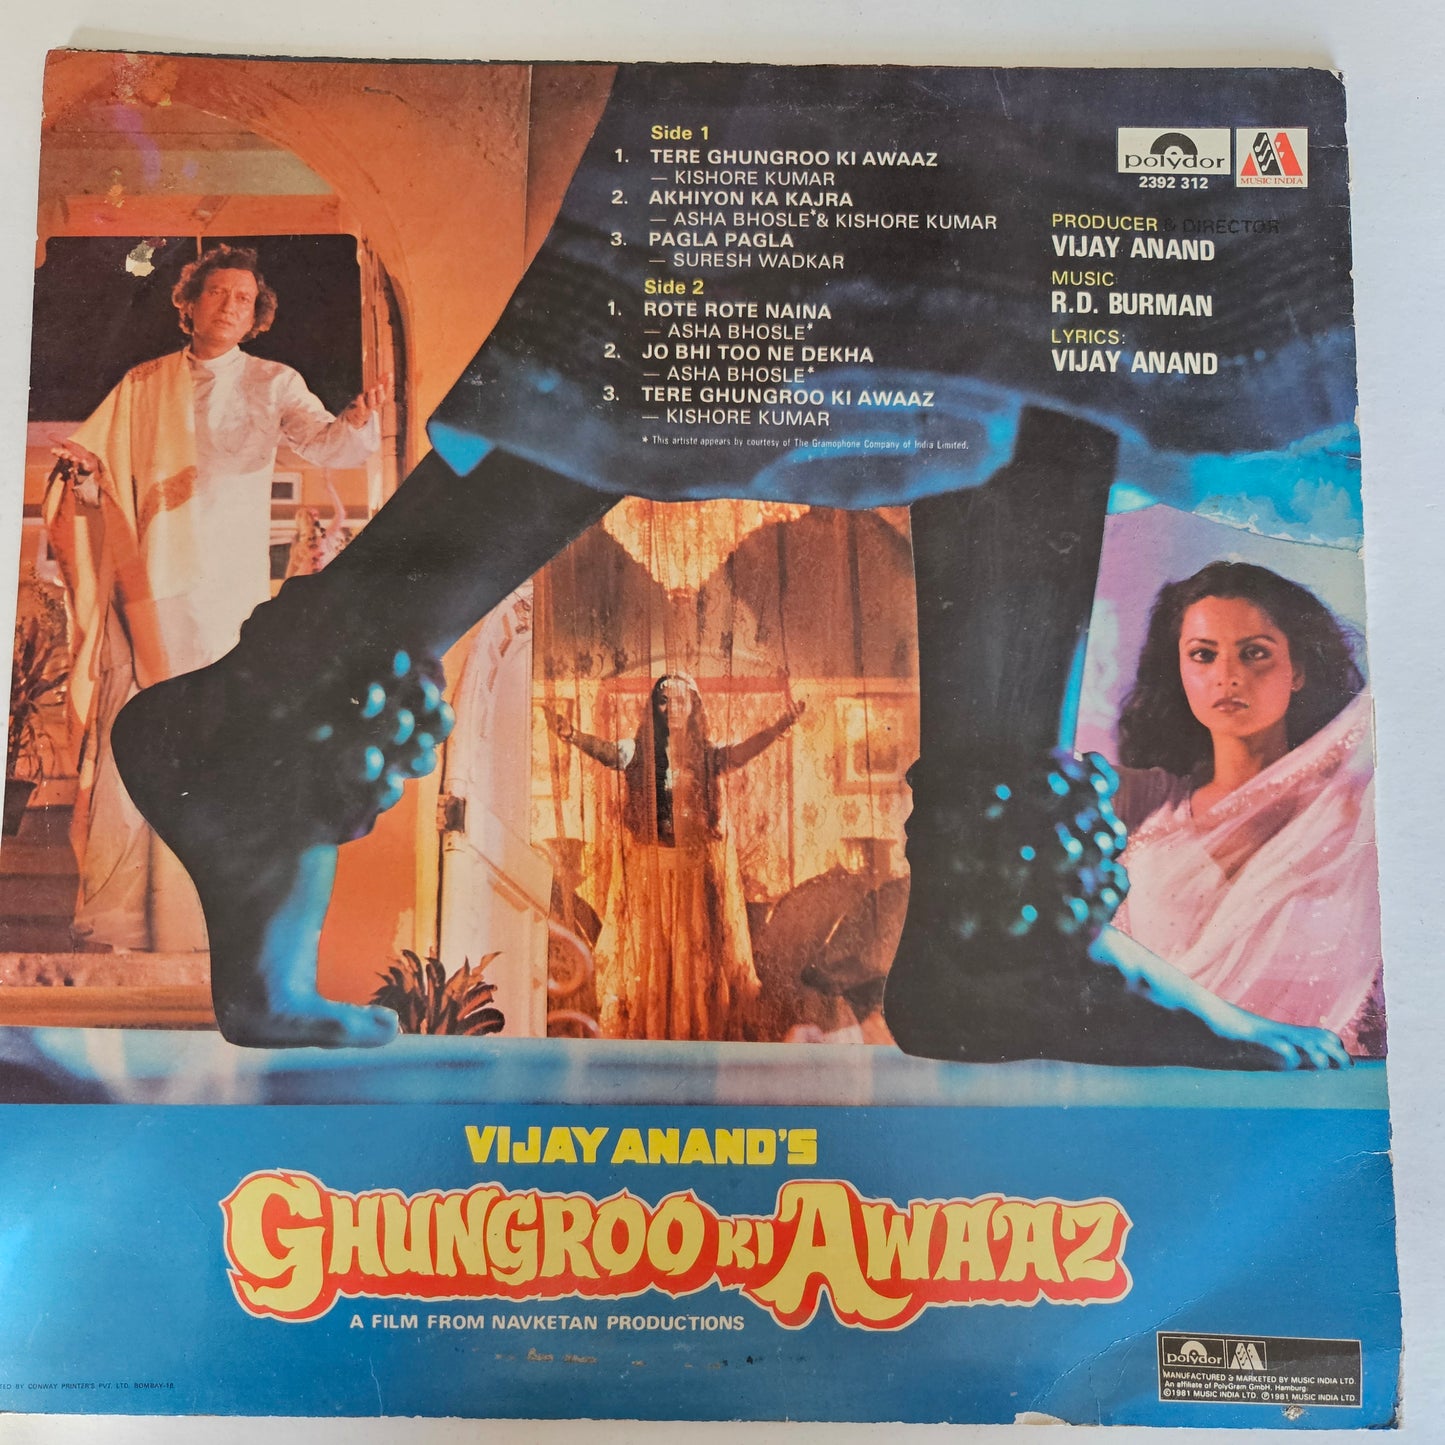 Side 1
1. TERE GHUNGROO KI AWAAZ
— KISHORE KUMAR
2. AKHIYON KA KAJRA
— ASHA BHOSLE* & KISHORE KUMAR
3. PAGLA PAGLA
— SURESH WADKAR
Side 2
1. ROTE ROTE NAINA
— ASHA BHOSLE*
2. JO BHI TOO NE DEKHA
— ASHA BHOSLE*
3. TERE GHUNGROO KI AWAAZ
— KISHORE KUMAR
* This artiste appears by courtesy of The Gramophone Company of India Limited.
polydor
MUSIC INDIA
2392 312
PRODUCER & DIRECTOR
VIJAY ANAND
MUSIC
R.D. BURMAN
LYRICS:
VIJAY ANAND
VIJAY ANAND'S
GHUNGROO KI AWAAZ
A FILM FROM NAVKETAN PRODUCTIONS
polydor
MANUFACTURED & MARKETED BY MUSIC INDIA LTD.
An affiliate of PolyGram GmbH, Hamburg.
©1981 MUSIC INDIA LTD. ℗1981 MUSIC INDIA LTD.
BY CONWAY PRINTER'S PVT. LTD. BOMBAY-18